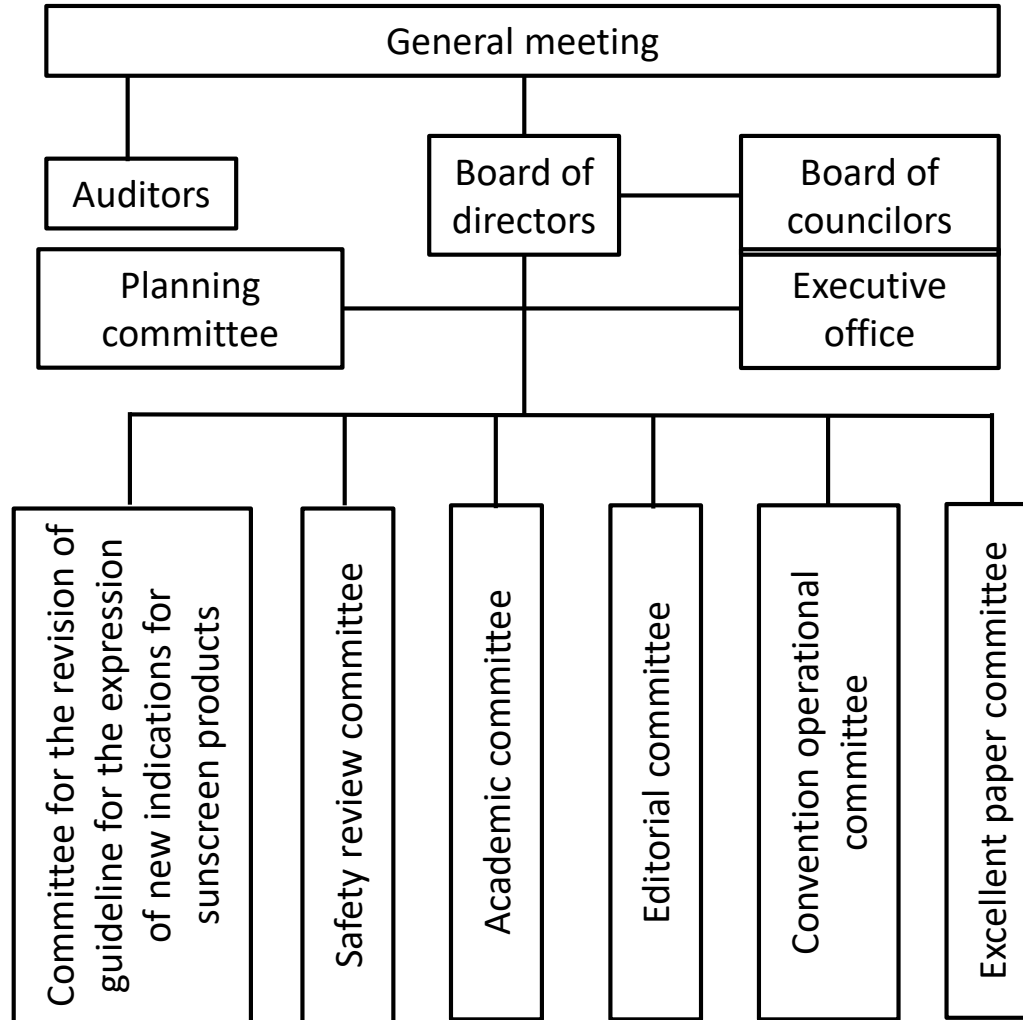 General meeting
Auditors
Board of
directors
Board of
councilors
Planning
committee
Executive
office
Committee for the revision of
guideline for the expression
of new indications for
sunscreen products
Safety review committee
Academic committee
Editorial committee
Convention operational
committee
Excellent paper committee